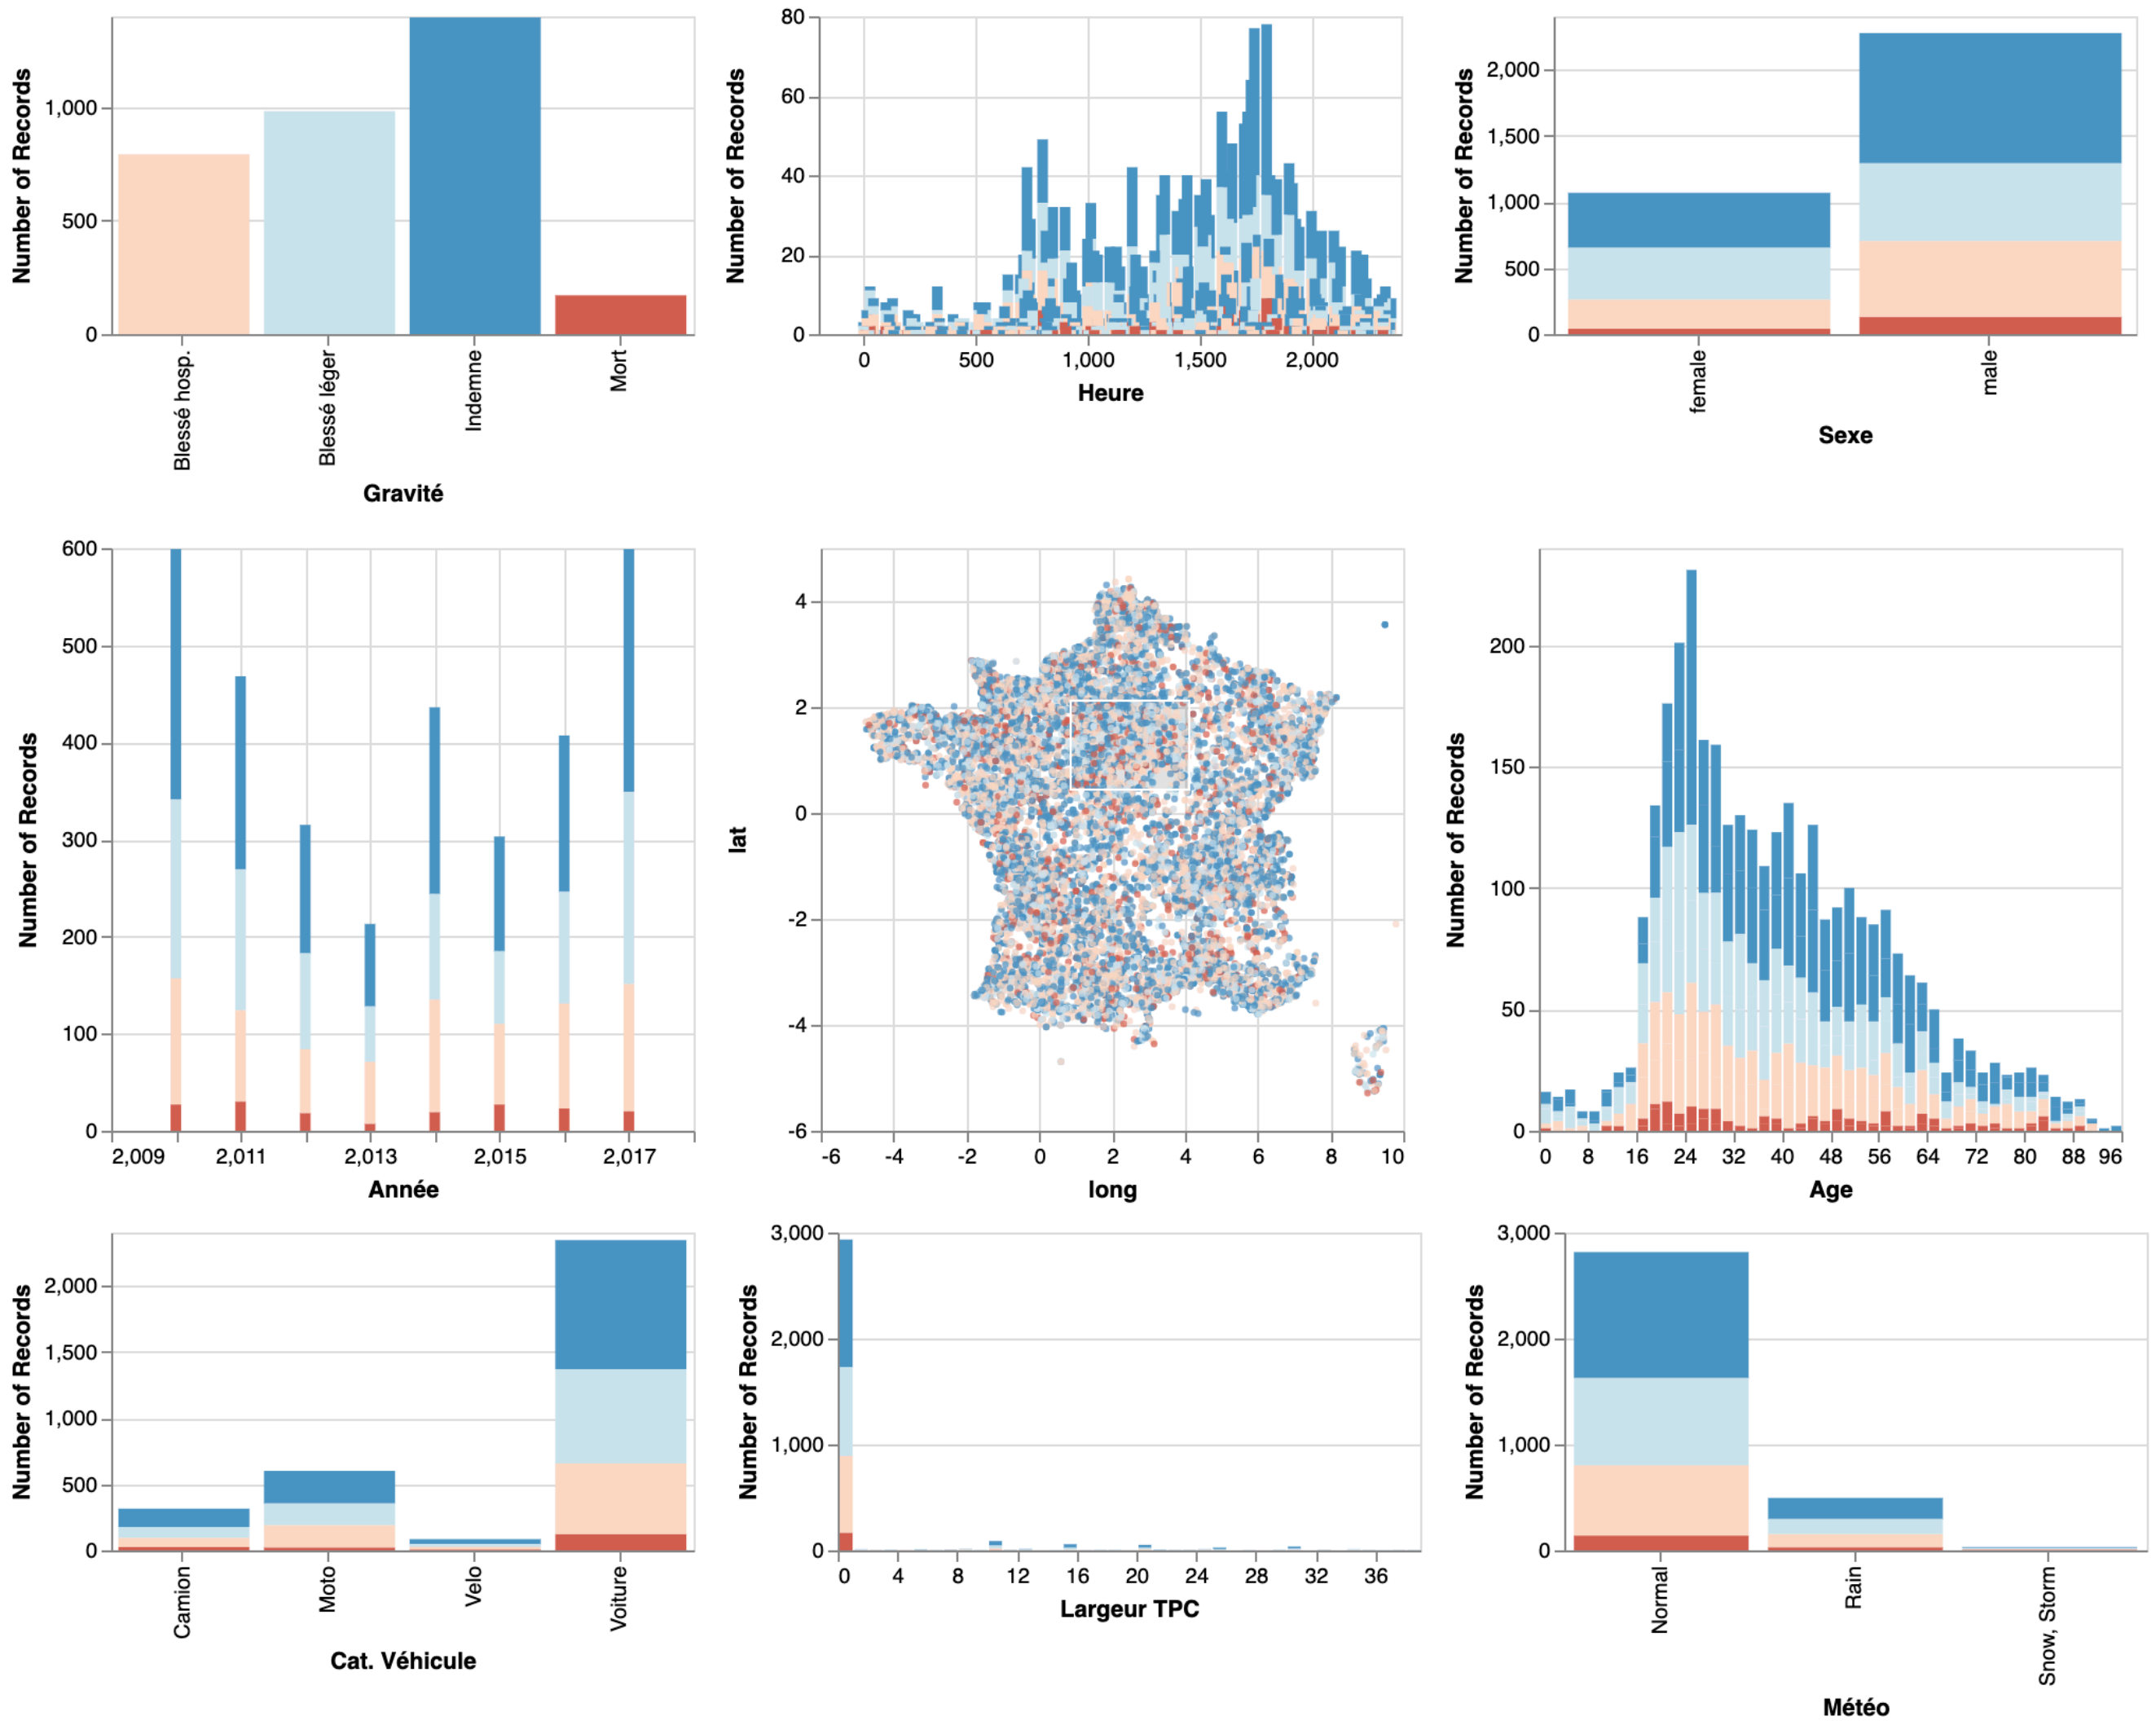 Number of Records
1,000
500
0
Blessé hosp.
Blessé léger
Indemne
Mort
Gravité
Number of Records
80
60
40
20
0
0 500 1,000 1,500 2,000
Heure
Number of Records
2,000
1,500
1,000
500
0
female
male
Sexe
Number of Records
600
500
400
300
200
100
0
2,009 2,011 2,013 2,015 2,017
Année
lat
4
2
0
-2
-4
-6
-6 -4 -2 0 2 4 6 8 10
long
Number of Records
200
150
100
50
0
0 8 16 24 32 40 48 56 64 72 80 88 96
Age
Number of Records
2,000
1,500
1,000
500
0
Camion
Moto
Velo
Voiture
Cat. Véhicule
Number of Records
3,000
2,000
1,000
0
0 4 8 12 16 20 24 28 32 36
Largeur TPC
Number of Records
3,000
2,000
1,000
0
Normal
Rain
Snow, Storm
Météo